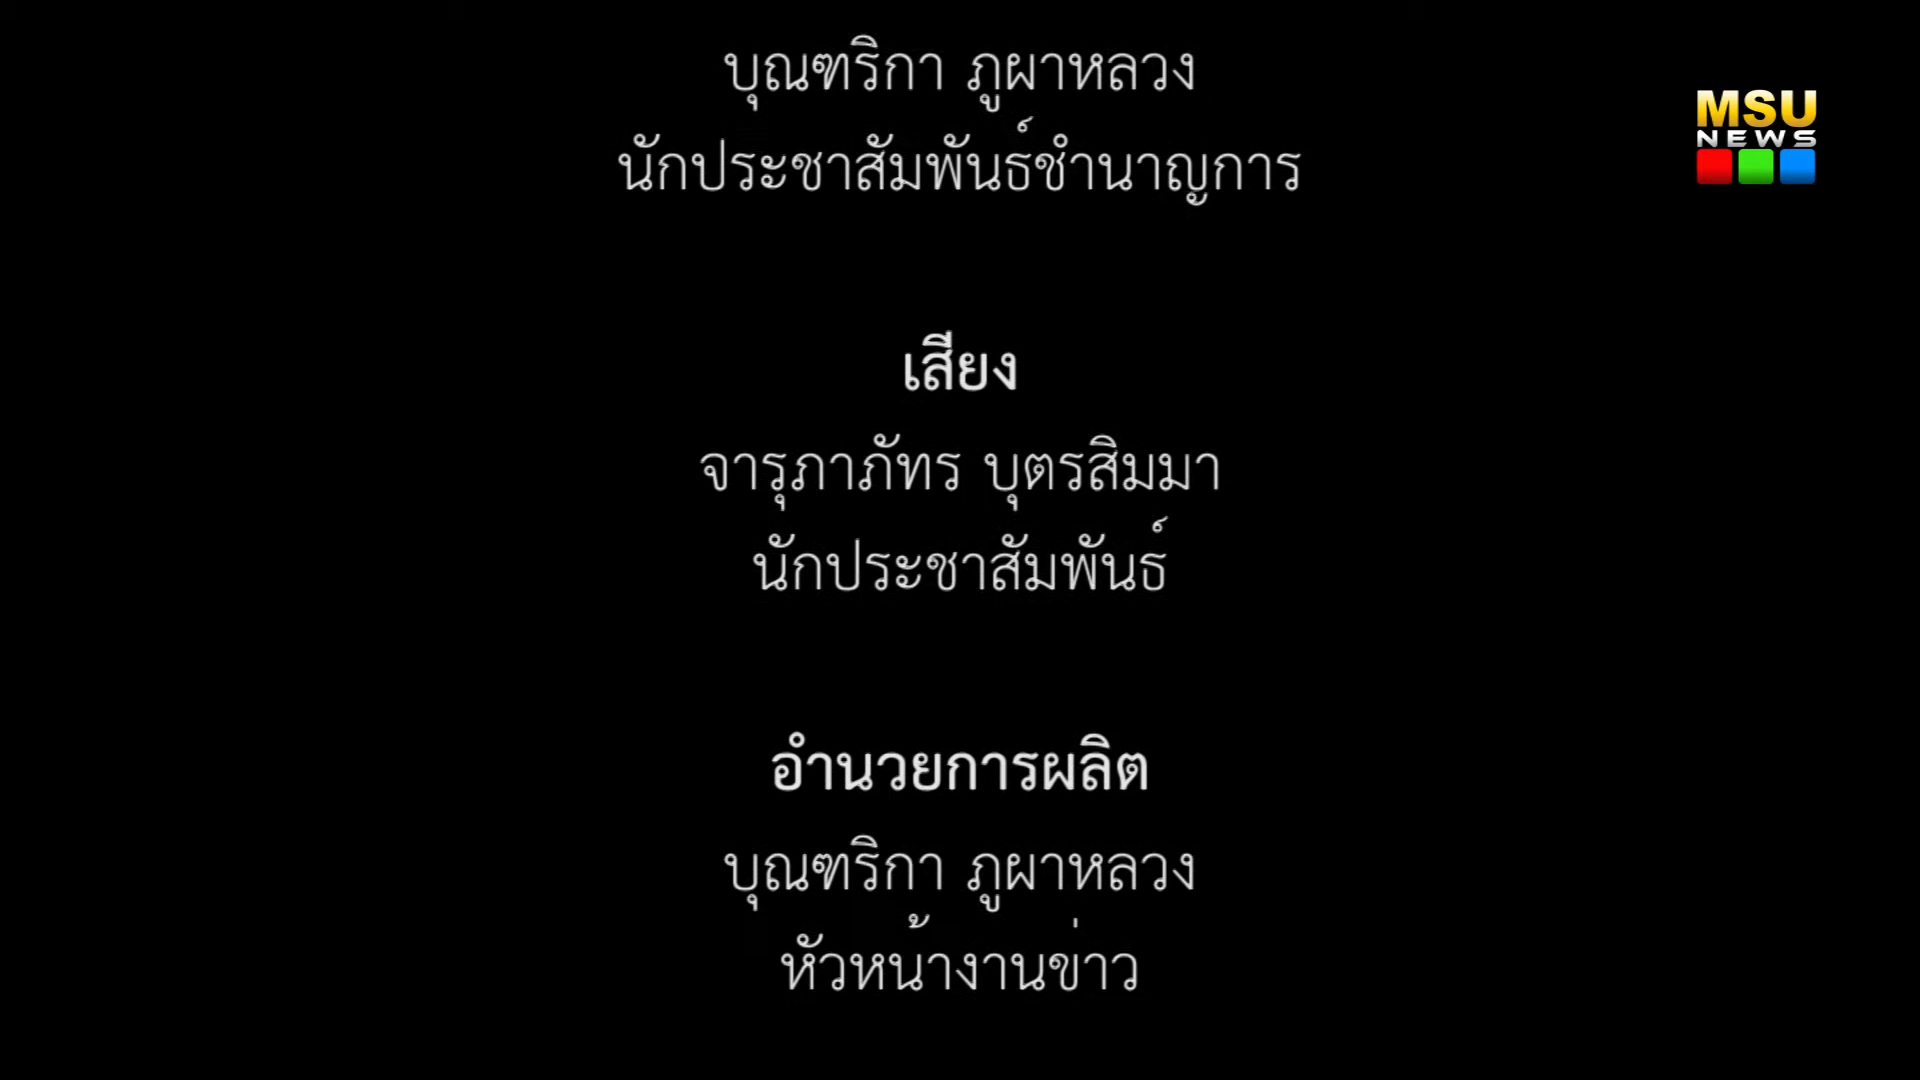 บุณฑริกา ภูผาหลวง
นักประชาสัมพันธ์ชำนาญการ
MSU
NEWS
เสียง
จารุภาภัทร บุตรสิมมา
นักประชาสัมพันธ์
อำนวยการผลิต
บุณฑริกา ภูผาหลวง
หัวหน้างานข่าว